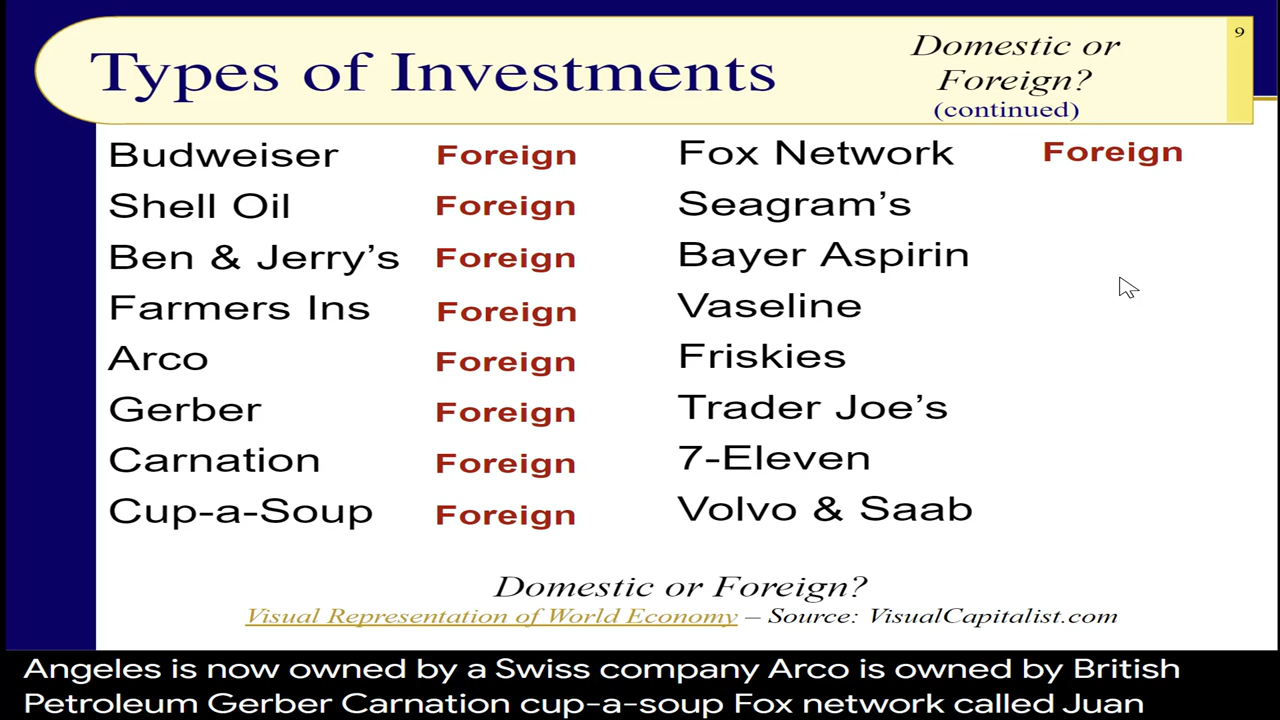 9
Types of Investments
Domestic or
Foreign?
(continued)
Budweiser Foreign
Shell Oil Foreign
Ben & Jerry’s Foreign
Farmers Ins Foreign
Arco Foreign
Gerber Foreign
Carnation Foreign
Cup-a-Soup Foreign
Fox Network Foreign
Seagram’s
Bayer Aspirin
Vaseline
Friskies
Trader Joe’s
7-Eleven
Volvo & Saab
Domestic or Foreign?
Visual Representation of World Economy – Source: VisualCapitalist.com
Angeles is now owned by a Swiss company Arco is owned by British
Petroleum Gerber Carnation cup-a-soup Fox network called Juan